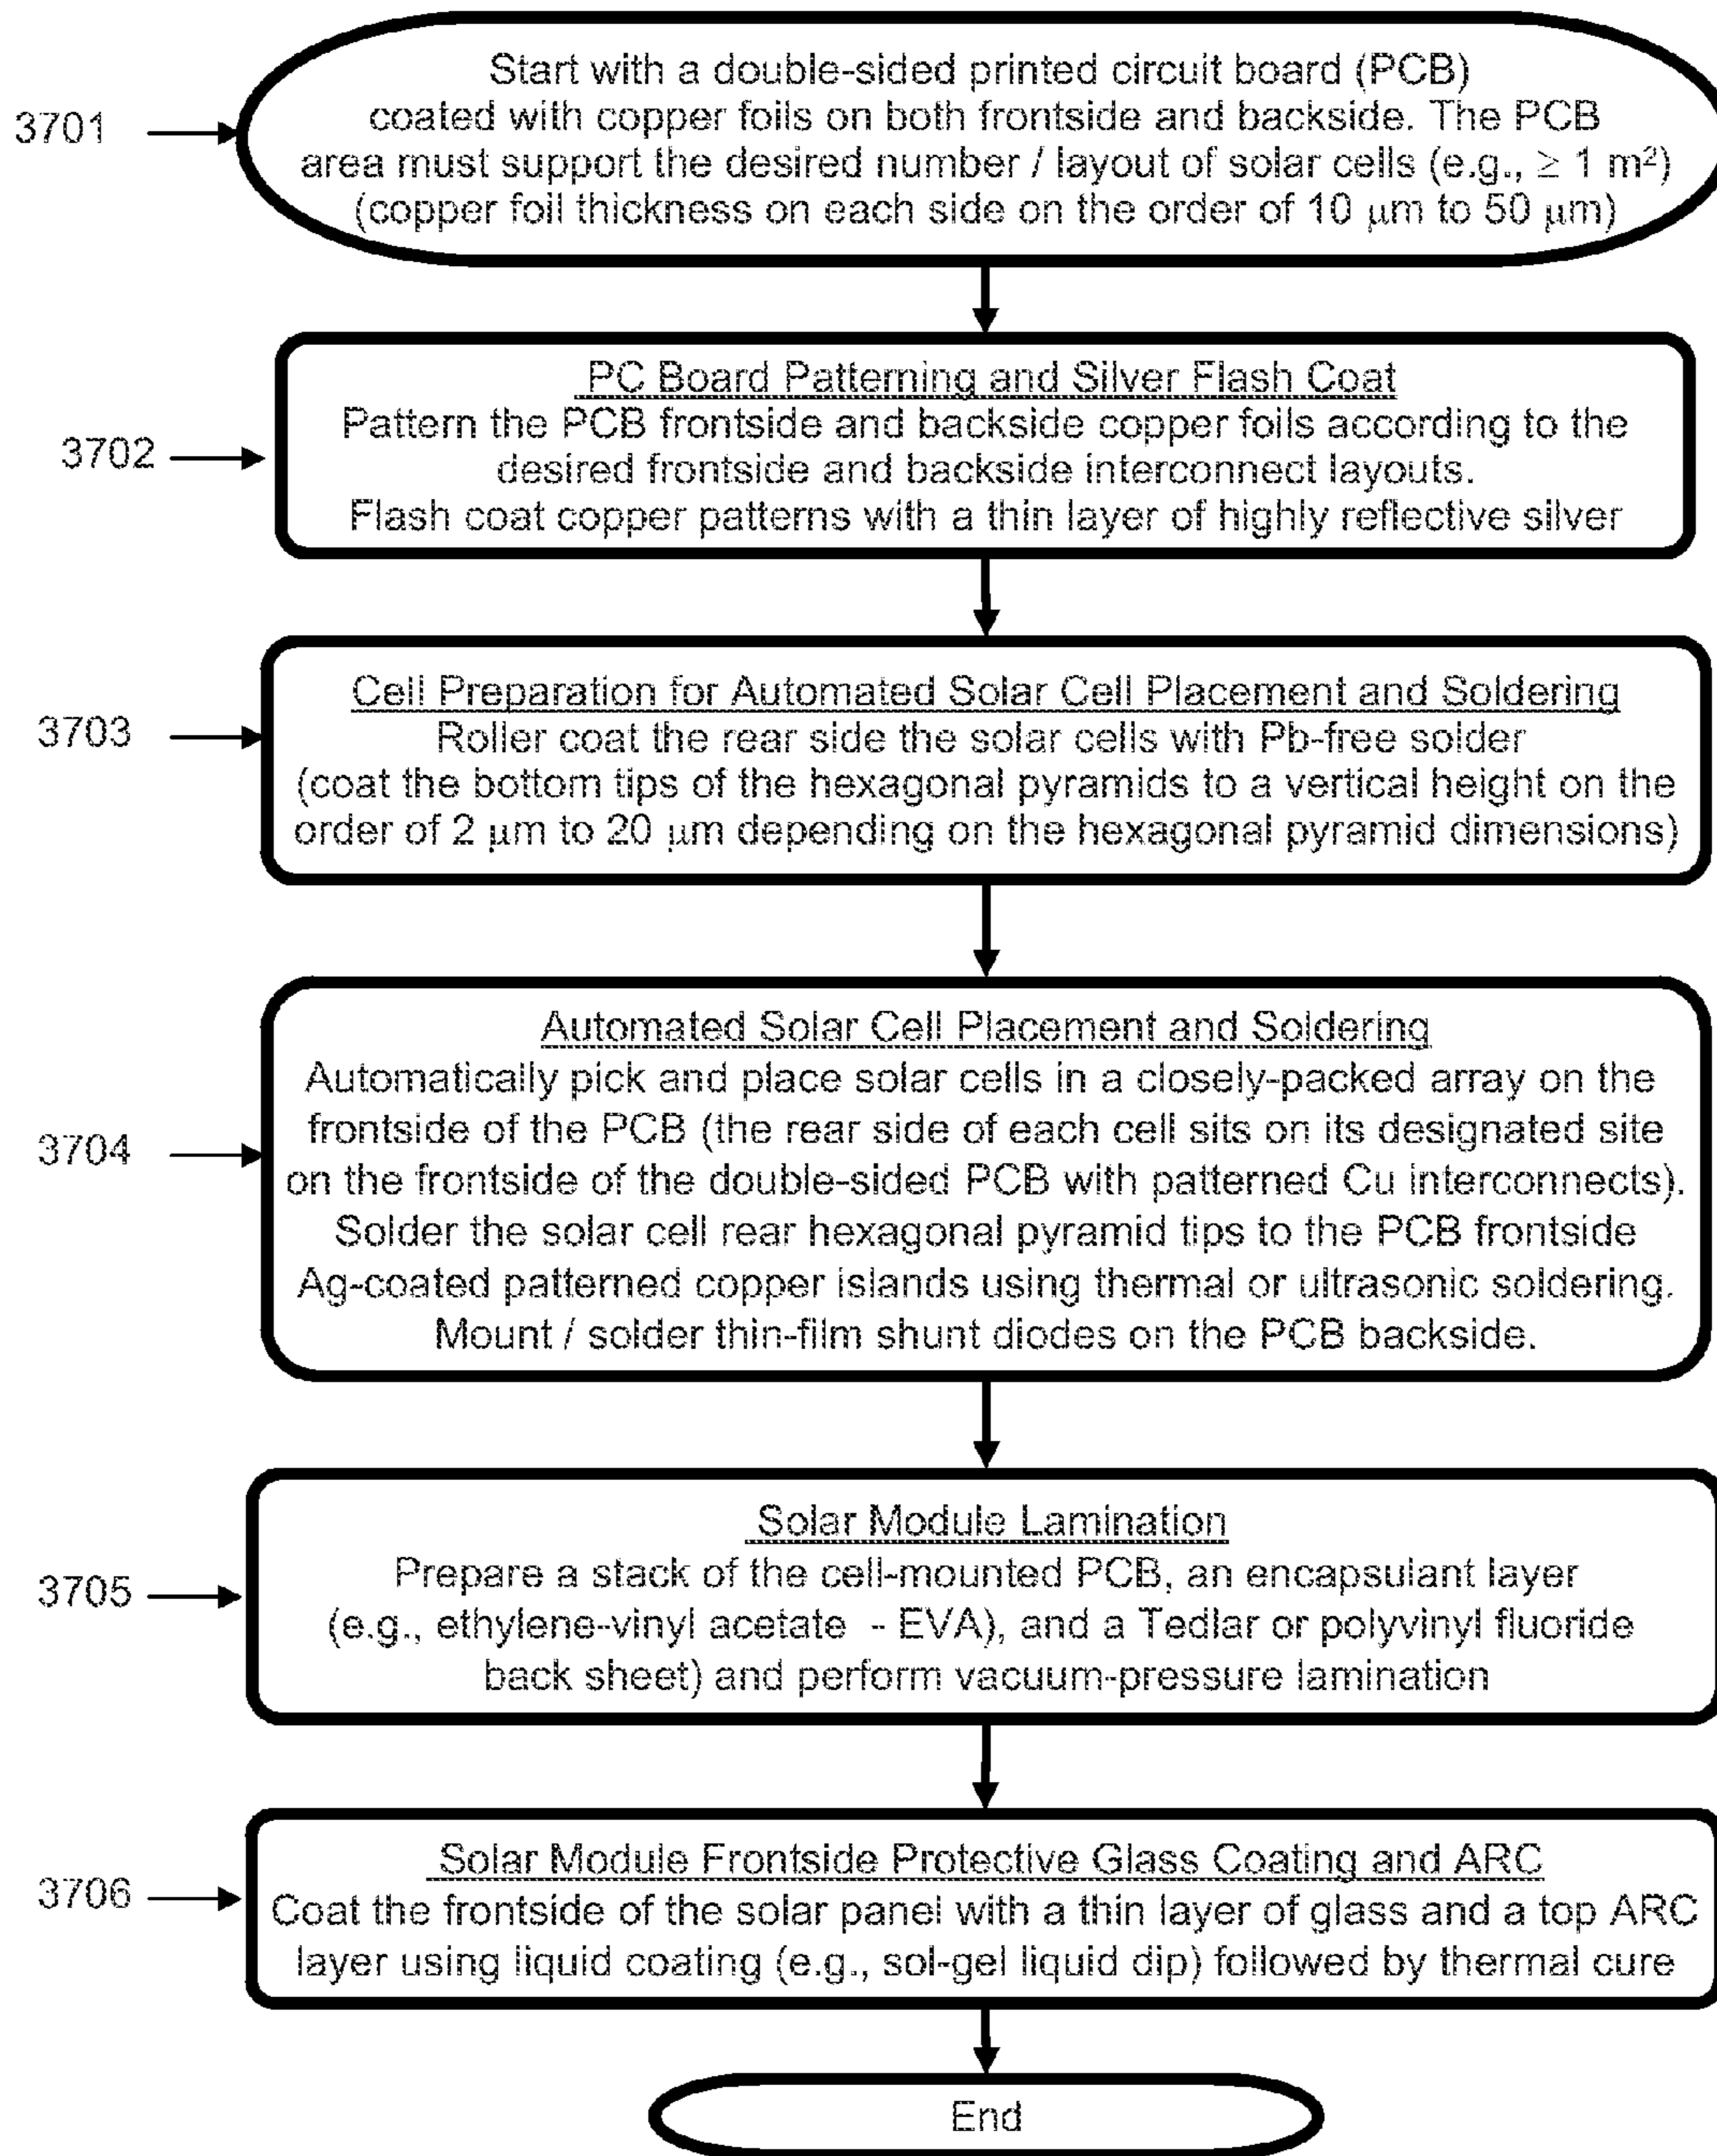 Start with a double-sided printed circuit board (PCB)
coated with copper foils on both frontside and backside. The PCB
area must support the desired number / layout of solar cells (e.g., ≥ 1 m²)
(copper foil thickness on each side on the order of 10 μm to 50 μm)
3701
PC Board Patterning and Silver Flash Coat
Pattern the PCB frontside and backside copper foils according to the
desired frontside and backside interconnect layouts.
Flash coat copper patterns with a thin layer of highly reflective silver
3702
Cell Preparation for Automated Solar Cell Placement and Soldering
Roller coat the rear side the solar cells with Pb-free solder
(coat the bottom tips of the hexagonal pyramids to a vertical height on the
order of 2 μm to 20 μm depending on the hexagonal pyramid dimensions)
3703
Automated Solar Cell Placement and Soldering
Automatically pick and place solar cells in a closely-packed array on the
frontside of the PCB (the rear side of each cell sits on its designated site
on the frontside of the double-sided PCB with patterned Cu interconnects).
Solder the solar cell rear hexagonal pyramid tips to the PCB frontside
Ag-coated patterned copper islands using thermal or ultrasonic soldering.
Mount / solder thin-film shunt diodes on the PCB backside.
3704
Solar Module Lamination
Prepare a stack of the cell-mounted PCB, an encapsulant layer
(e.g., ethylene-vinyl acetate - EVA), and a Tedlar or polyvinyl fluoride
back sheet) and perform vacuum-pressure lamination
3705
Solar Module Frontside Protective Glass Coating and ARC
Coat the frontside of the solar panel with a thin layer of glass and a top ARC
layer using liquid coating (e.g., sol-gel liquid dip) followed by thermal cure
3706
End